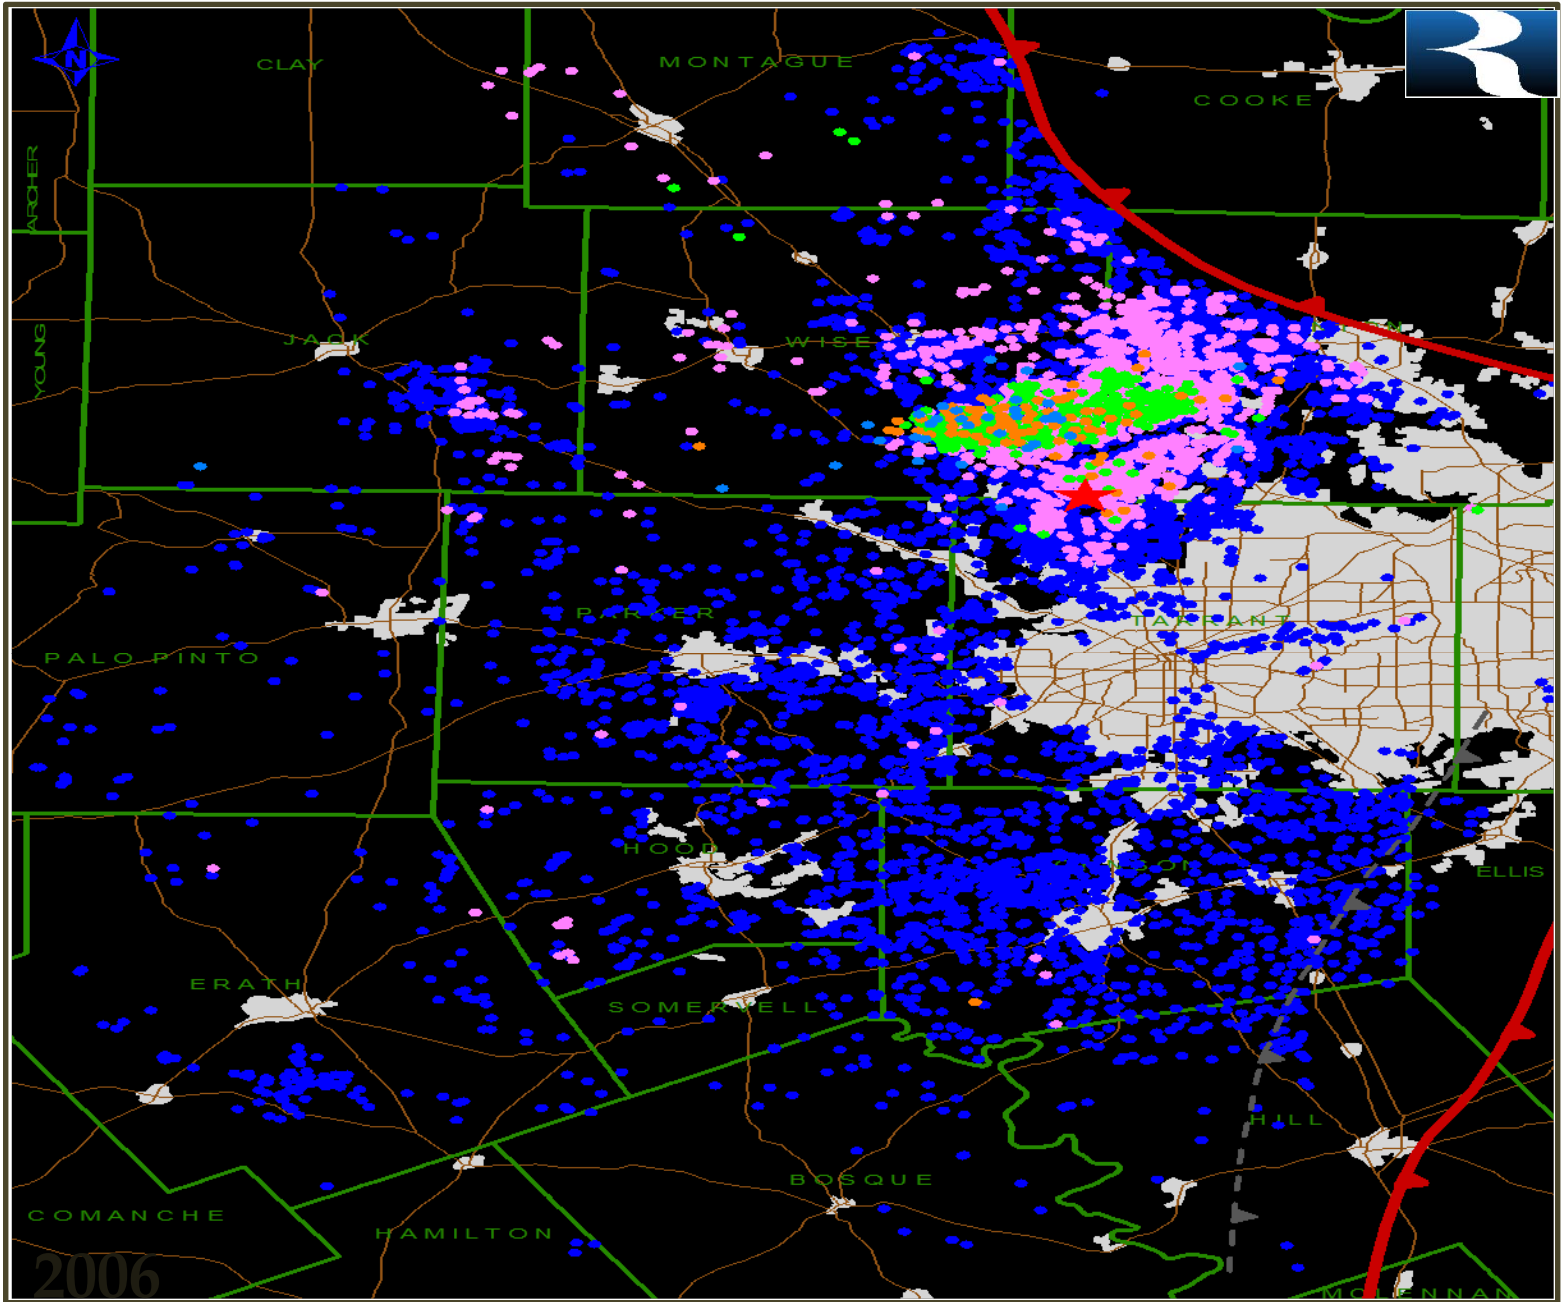 N
CLAY
MONTAGUE
COOKE
ARCHER
YOUNG
JACK
WISE
PARKER
TARRANT
PALO PINTO
HOOD
ELLIS
ERATH
SOMERVELL
HILL
BOSQUE
COMANCHE
HAMILTON
2006
MCLENNAN